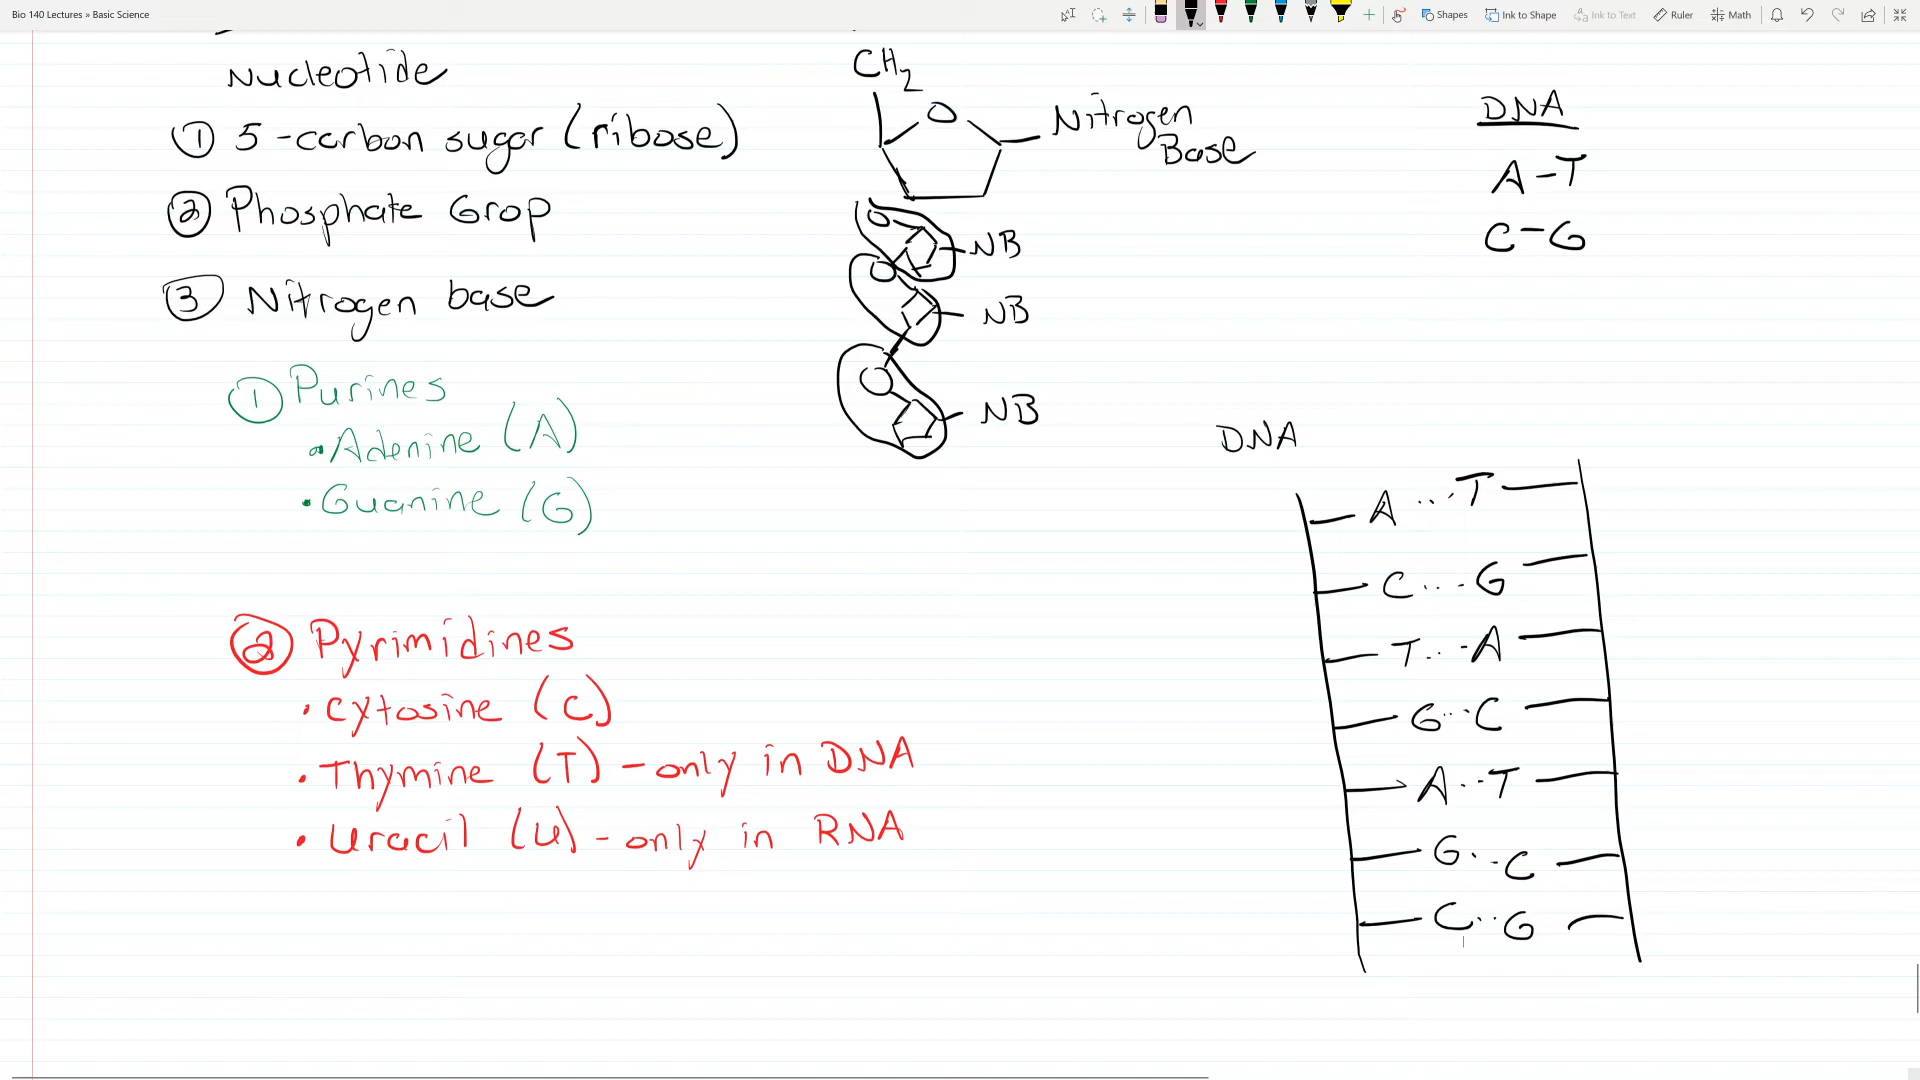 Bio 140 Lectures » Basic Science
Shapes
Ink to Shape
Ink to Text
Ruler
Math
Nucleotide
① 5-carbon sugar (ribose)
② Phosphate Grop
③ Nitrogen base
① Purines
• Adenine (A)
• Guanine (G)
② Pyrimidines
• Cytosine (C)
• Thymine (T) - only in DNA
• Uracil (U) - only in RNA
CH2
O
Nitrogen
Base
NB
NB
NB
DNA
A-T
C-G
DNA
A...T
C...G
T...A
G...C
A...T
G...C
C...G